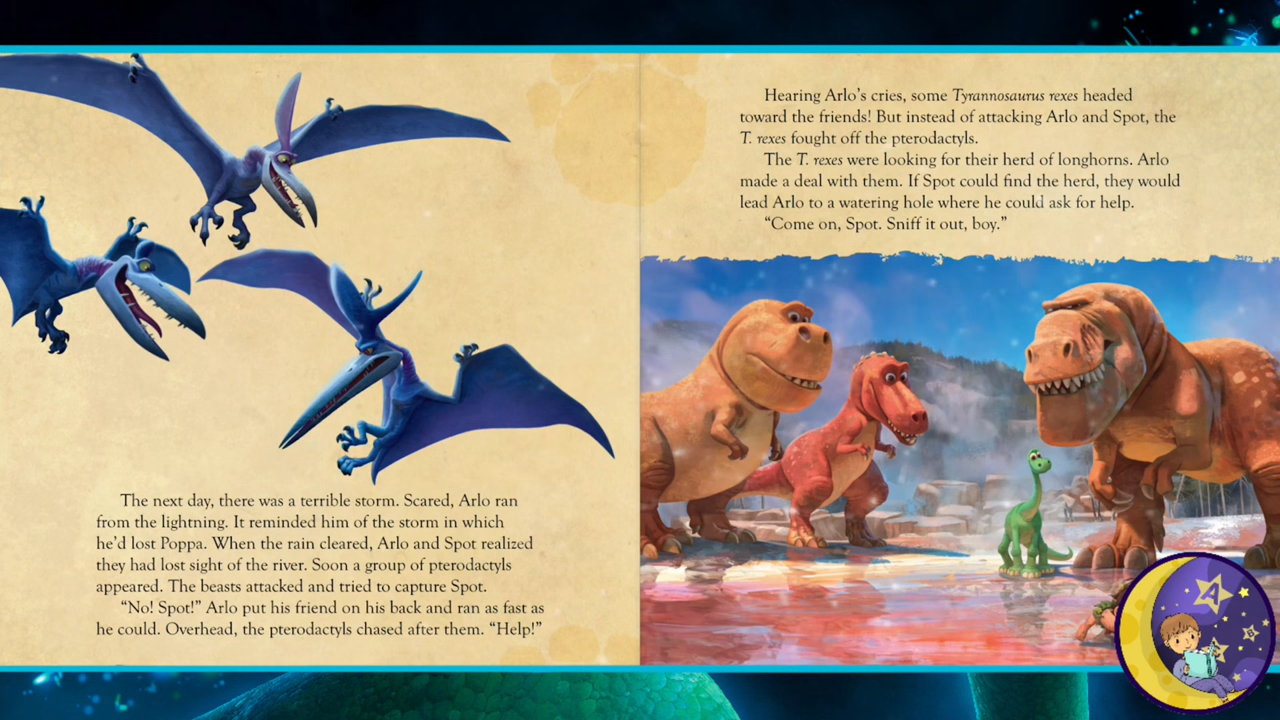 The next day, there was a terrible storm. Scared, Arlo ran
from the lightning. It reminded him of the storm in which
he’d lost Poppa. When the rain cleared, Arlo and Spot realized
they had lost sight of the river. Soon a group of pterodactyls
appeared. The beasts attacked and tried to capture Spot.
“No! Spot!” Arlo put his friend on his back and ran as fast as
he could. Overhead, the pterodactyls chased after them. “Help!”
Hearing Arlo’s cries, some Tyrannosaurus rexes headed
toward the friends! But instead of attacking Arlo and Spot, the
T. rexes fought off the pterodactyls.
The T. rexes were looking for their herd of longhorns. Arlo
made a deal with them. If Spot could find the herd, they would
lead Arlo to a watering hole where he could ask for help.
“Come on, Spot. Sniff it out, boy.”
A